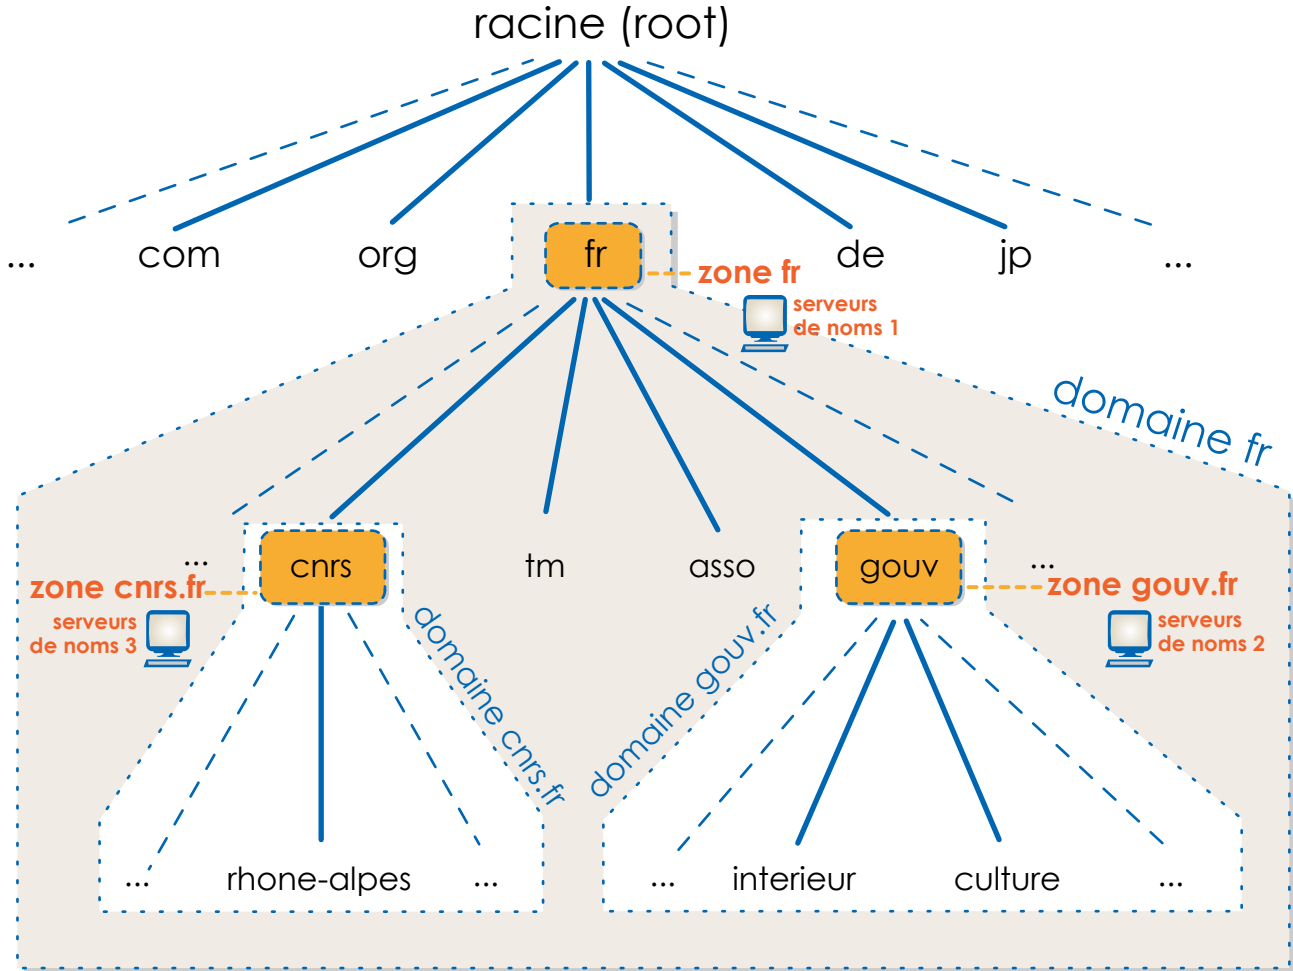 racine (root)
... com org fr de jp ...
zone fr
serveurs
de noms 1
domaine fr
... cnrs tm asso gouv ...
zone cnrs.fr
serveurs
de noms 3
zone gouv.fr
serveurs
de noms 2
domaine cnrs.fr
domaine gouv.fr
... rhone-alpes ...
... interieur culture ...